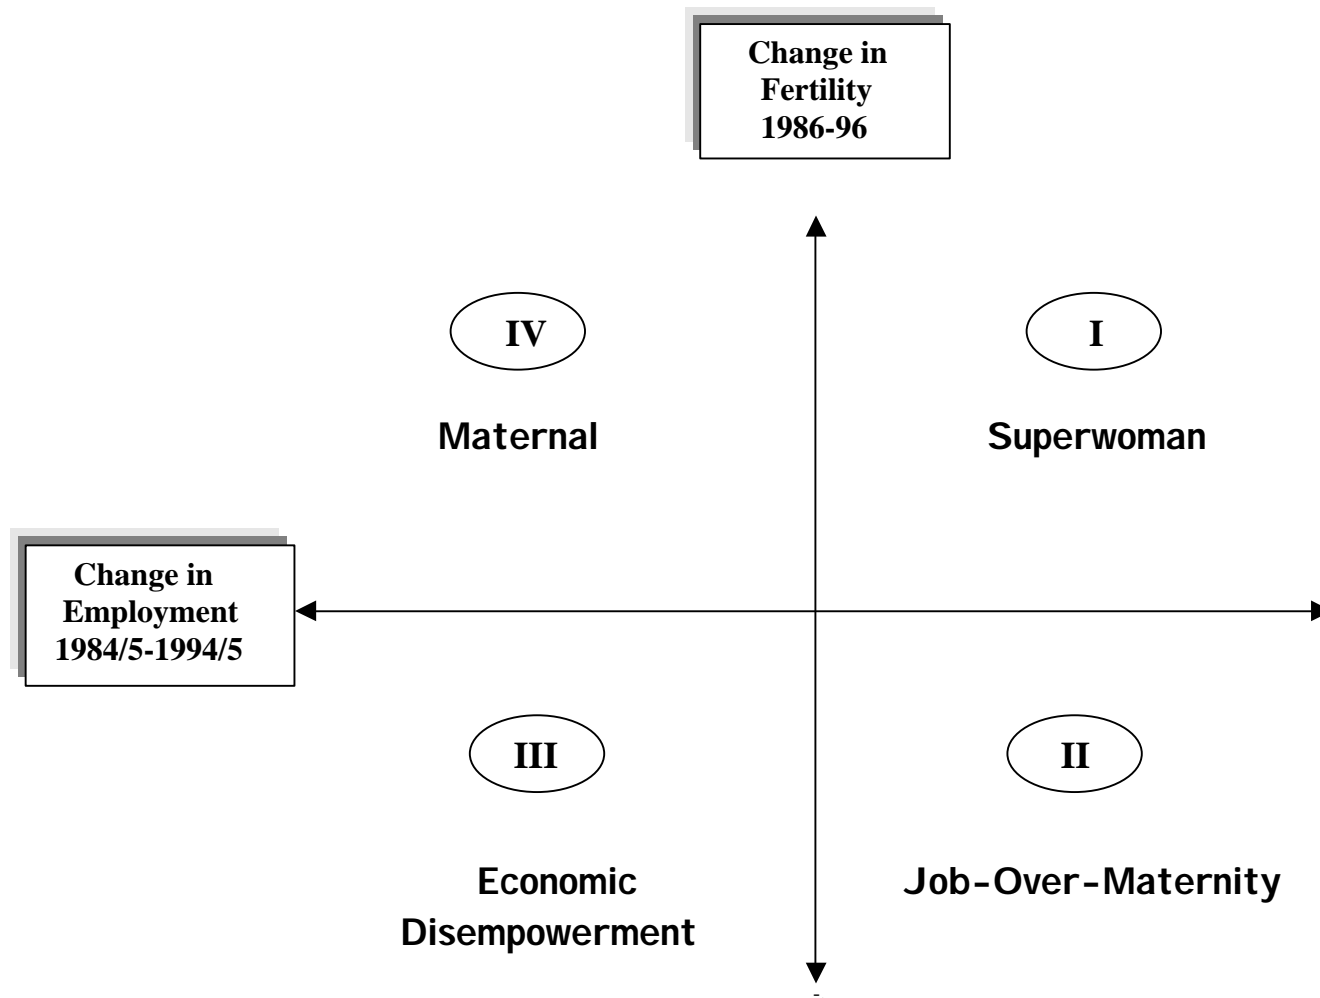 Change in
Fertility
1986-96
IV
I
Maternal
Superwoman
Change in
Employment
1984/5-1994/5
III
II
Economic
Disempowerment
Job-Over-Maternity